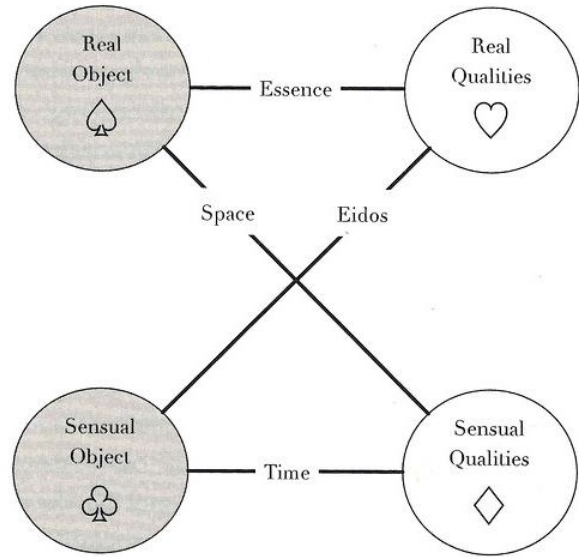 Real
Object
Essence
Real
Qualities
Space
Eidos
Sensual
Object
Time
Sensual
Qualities